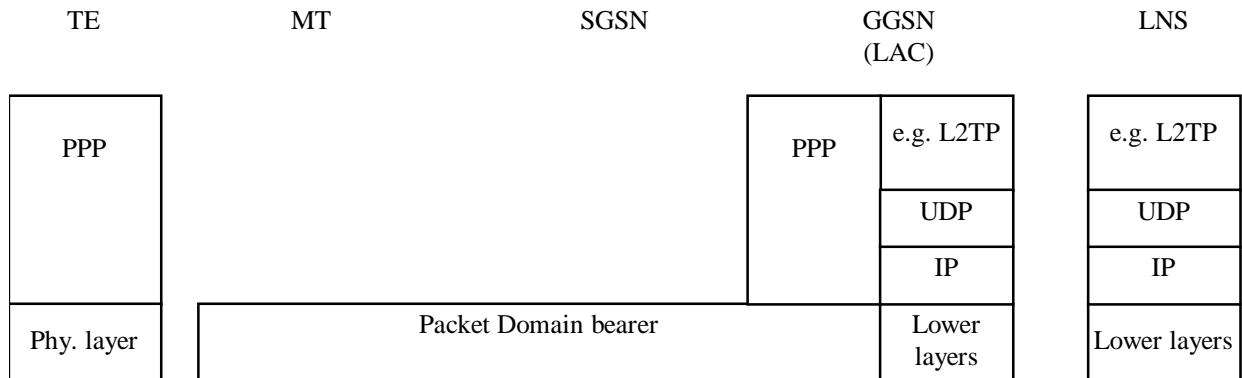 TE MT SGSN GGSN LNS
(LAC)
PPP PPP e.g. L2TP e.g. L2TP
UDP UDP
IP IP
Phy. layer Packet Domain bearer Lower Lower layers
layers